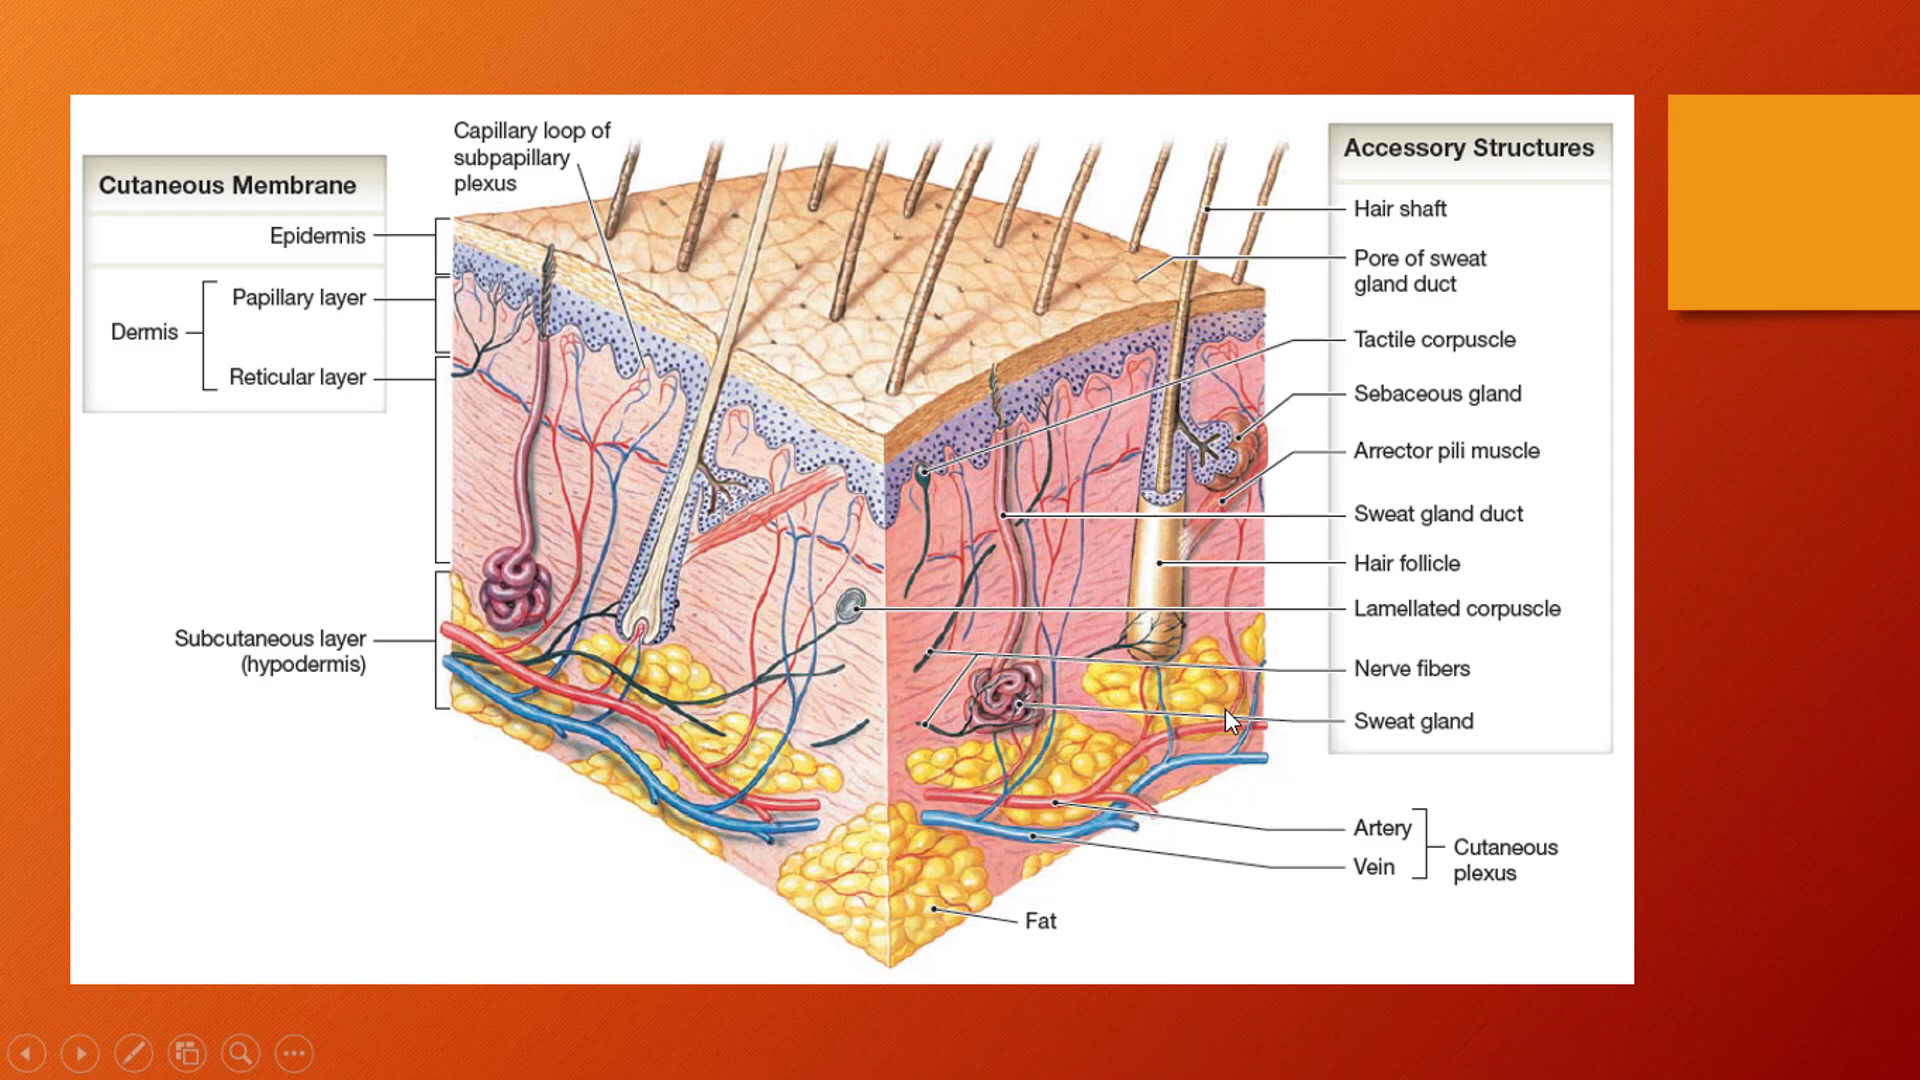 Cutaneous Membrane
Epidermis
Papillary layer
Dermis
Reticular layer
Subcutaneous layer
(hypodermis)
Capillary loop of
subpapillary
plexus
Accessory Structures
Hair shaft
Pore of sweat
gland duct
Tactile corpuscle
Sebaceous gland
Arrector pili muscle
Sweat gland duct
Hair follicle
Lamellated corpuscle
Nerve fibers
Sweat gland
Artery
Vein
Cutaneous
plexus
Fat